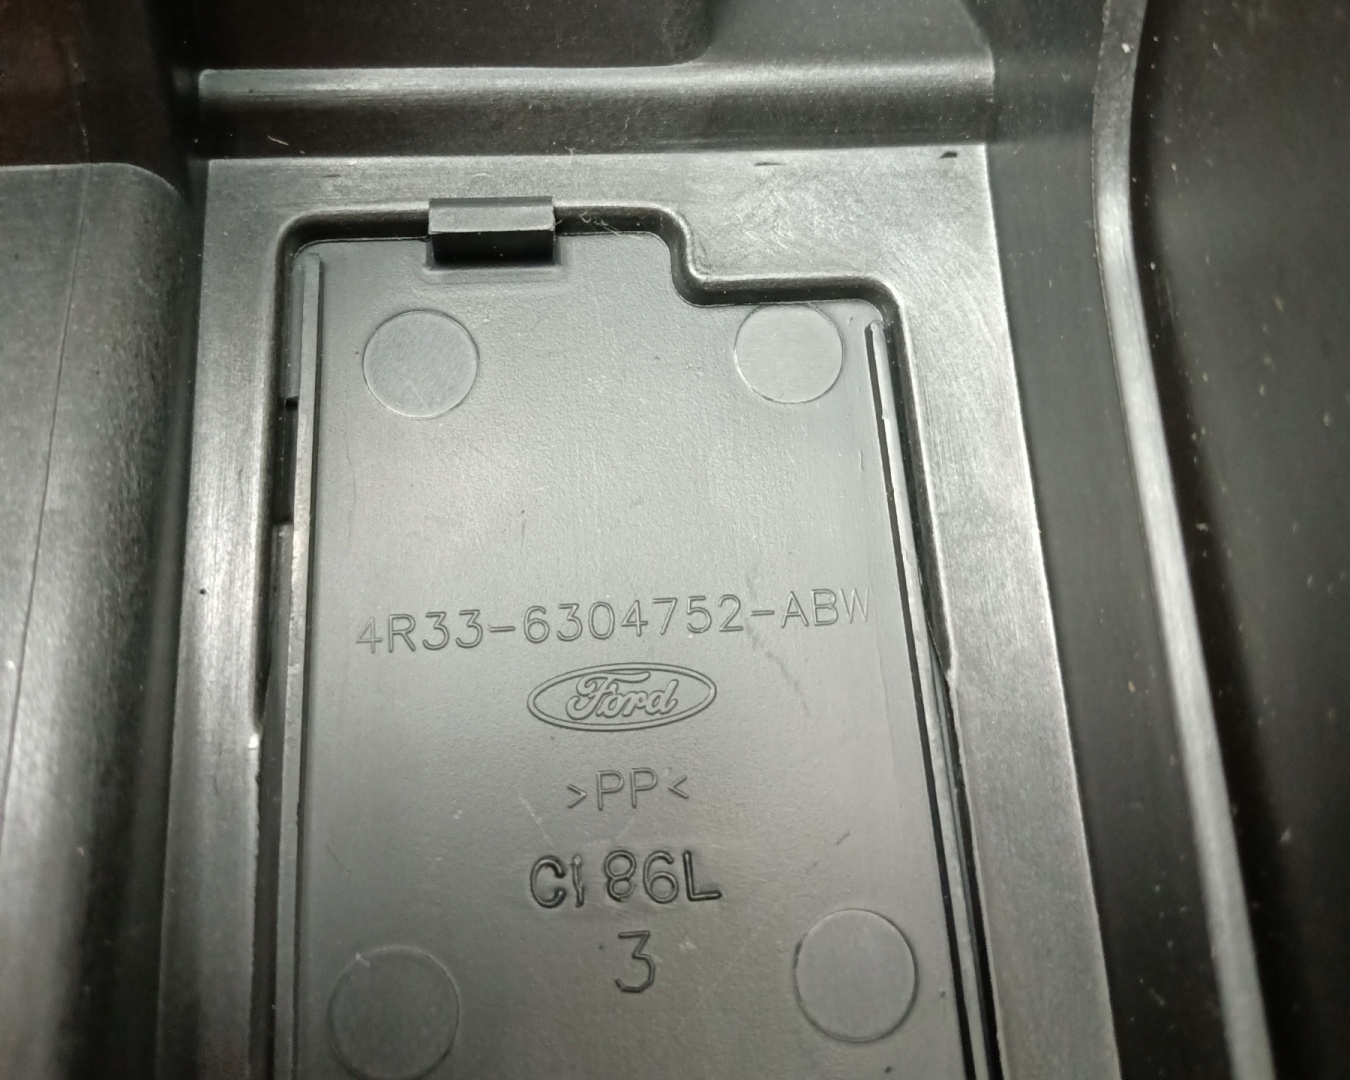 4R33-6304752-ABW
Ford
>PP<
Ci 86L
3